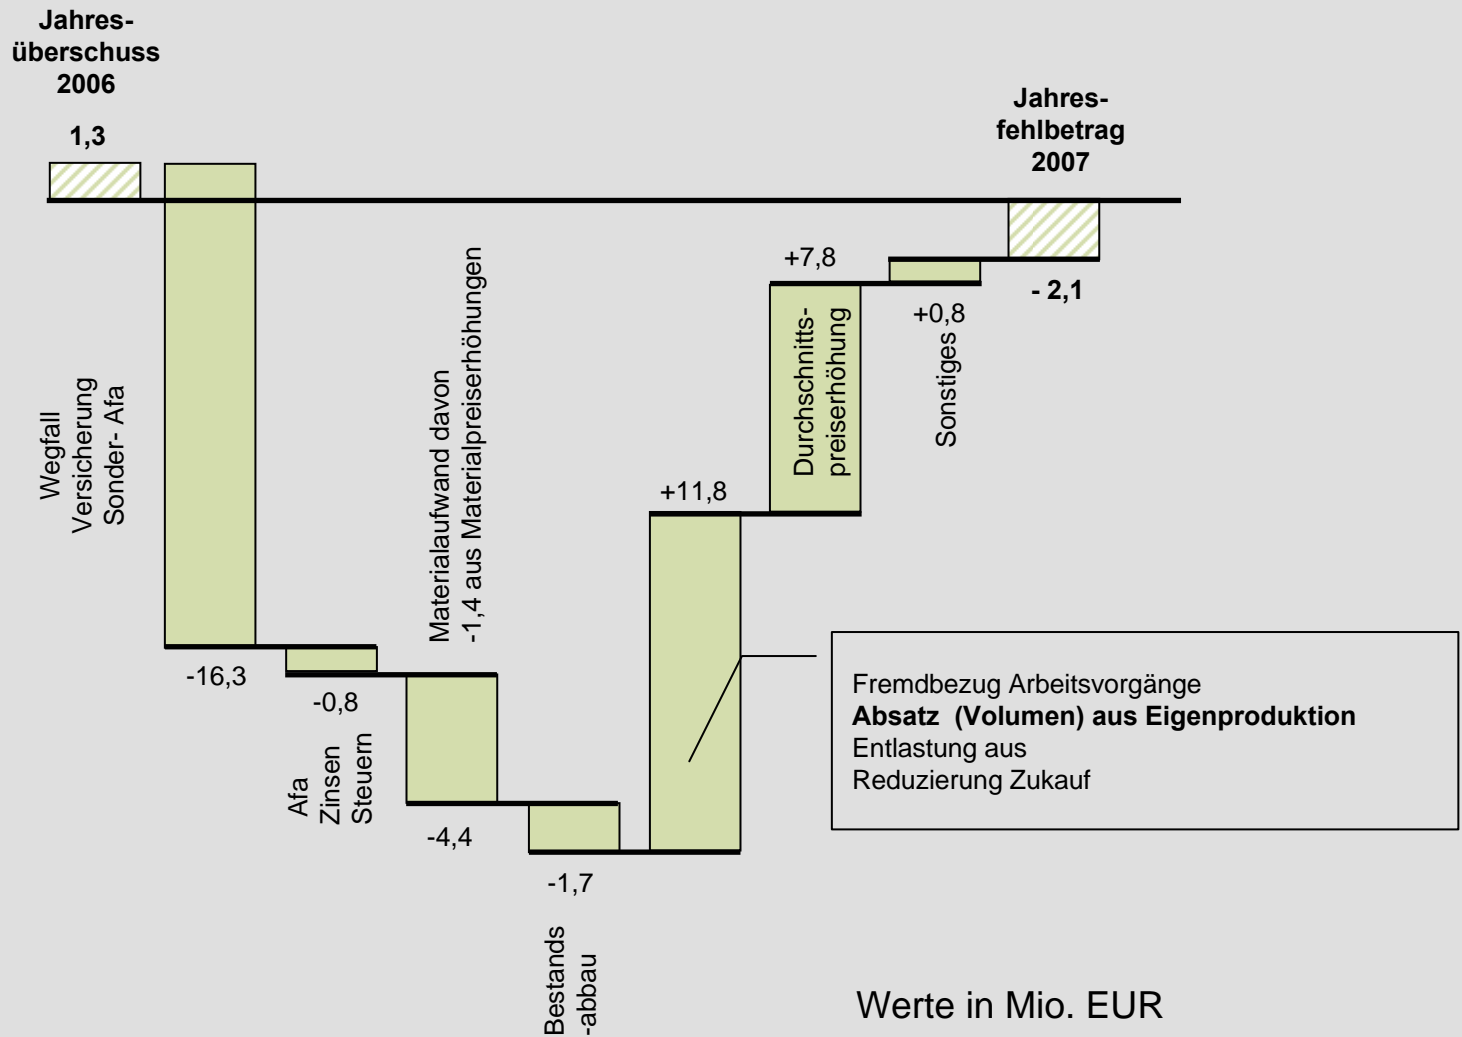 Jahres-
überschuss
2006
1,3
Jahres-
fehlbetrag
2007
- 2,1
Wegfall
Versicherung
Sonder- Afa
-16,3
-0,8
Afa
Zinsen
Steuern
Materialaufwand davon
-1,4 aus Materialpreiserhöhungen
-4,4
-1,7
Bestands
-abbau
+11,8
+7,8
Durchschnitts-
preiserhöhung
+0,8
Sonstiges
Fremdbezug Arbeitsvorgänge
Absatz (Volumen) aus Eigenproduktion
Entlastung aus
Reduzierung Zukauf
Werte in Mio. EUR